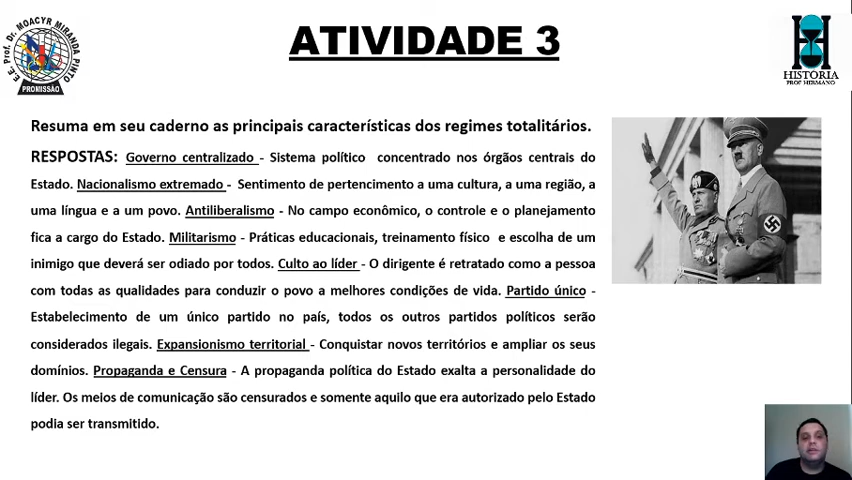 E.E. Prof. Dr. MOACYR MIRANDA PINTO
PROMISSÃO
ATIVIDADE 3
HISTORIA
PROF HERMANO
Resuma em seu caderno as principais características dos regimes totalitários.
RESPOSTAS: Governo centralizado - Sistema político concentrado nos órgãos centrais do
Estado. Nacionalismo extremado - Sentimento de pertencimento a uma cultura, a uma região, a
uma língua e a um povo. Antiliberalismo - No campo econômico, o controle e o planejamento
fica a cargo do Estado. Militarismo - Práticas educacionais, treinamento físico e escolha de um
inimigo que deverá ser odiado por todos. Culto ao líder - O dirigente é retratado como a pessoa
com todas as qualidades para conduzir o povo a melhores condições de vida. Partido único -
Estabelecimento de um único partido no país, todos os outros partidos políticos serão
considerados ilegais. Expansionismo territorial - Conquistar novos territórios e ampliar os seus
domínios. Propaganda e Censura - A propaganda política do Estado exalta a personalidade do
líder. Os meios de comunicação são censurados e somente aquilo que era autorizado pelo Estado
podia ser transmitido.